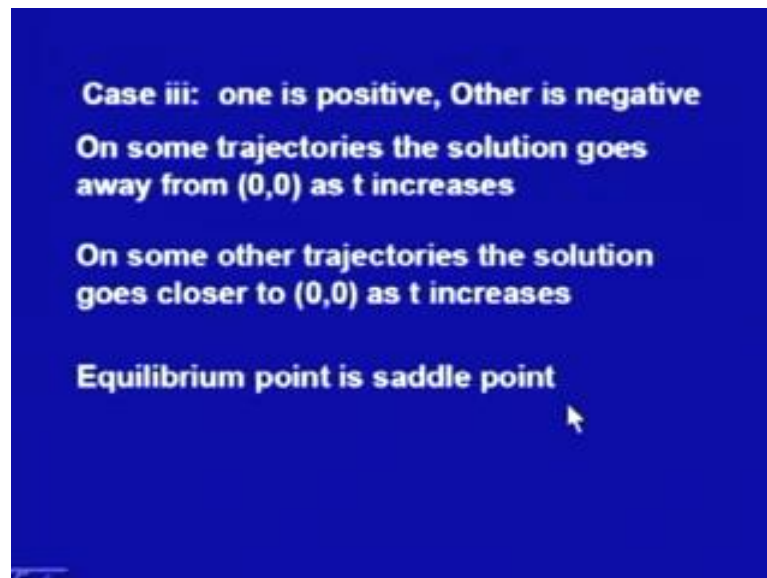 Case iii: one is positive, Other is negative
On some trajectories the solution goes
away from (0,0) as t increases
On some other trajectories the solution
goes closer to (0,0) as t increases
Equilibrium point is saddle point